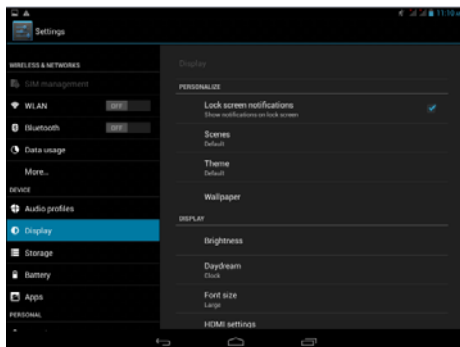 11:10 a
Settings
WIRELESS & NETWORKS
SIM management
WLAN OFF
Bluetooth OFF
Data usage
More...
DEVICE
Audio profiles
Display
Storage
Battery
Apps
PERSONAL
Display
PERSONALIZE
Lock screen notifications
Show notifications on lock screen
Scenes
Default
Theme
Default
Wallpaper
DISPLAY
Brightness
Daydream
Clock
Font size
Large
HDMI settings